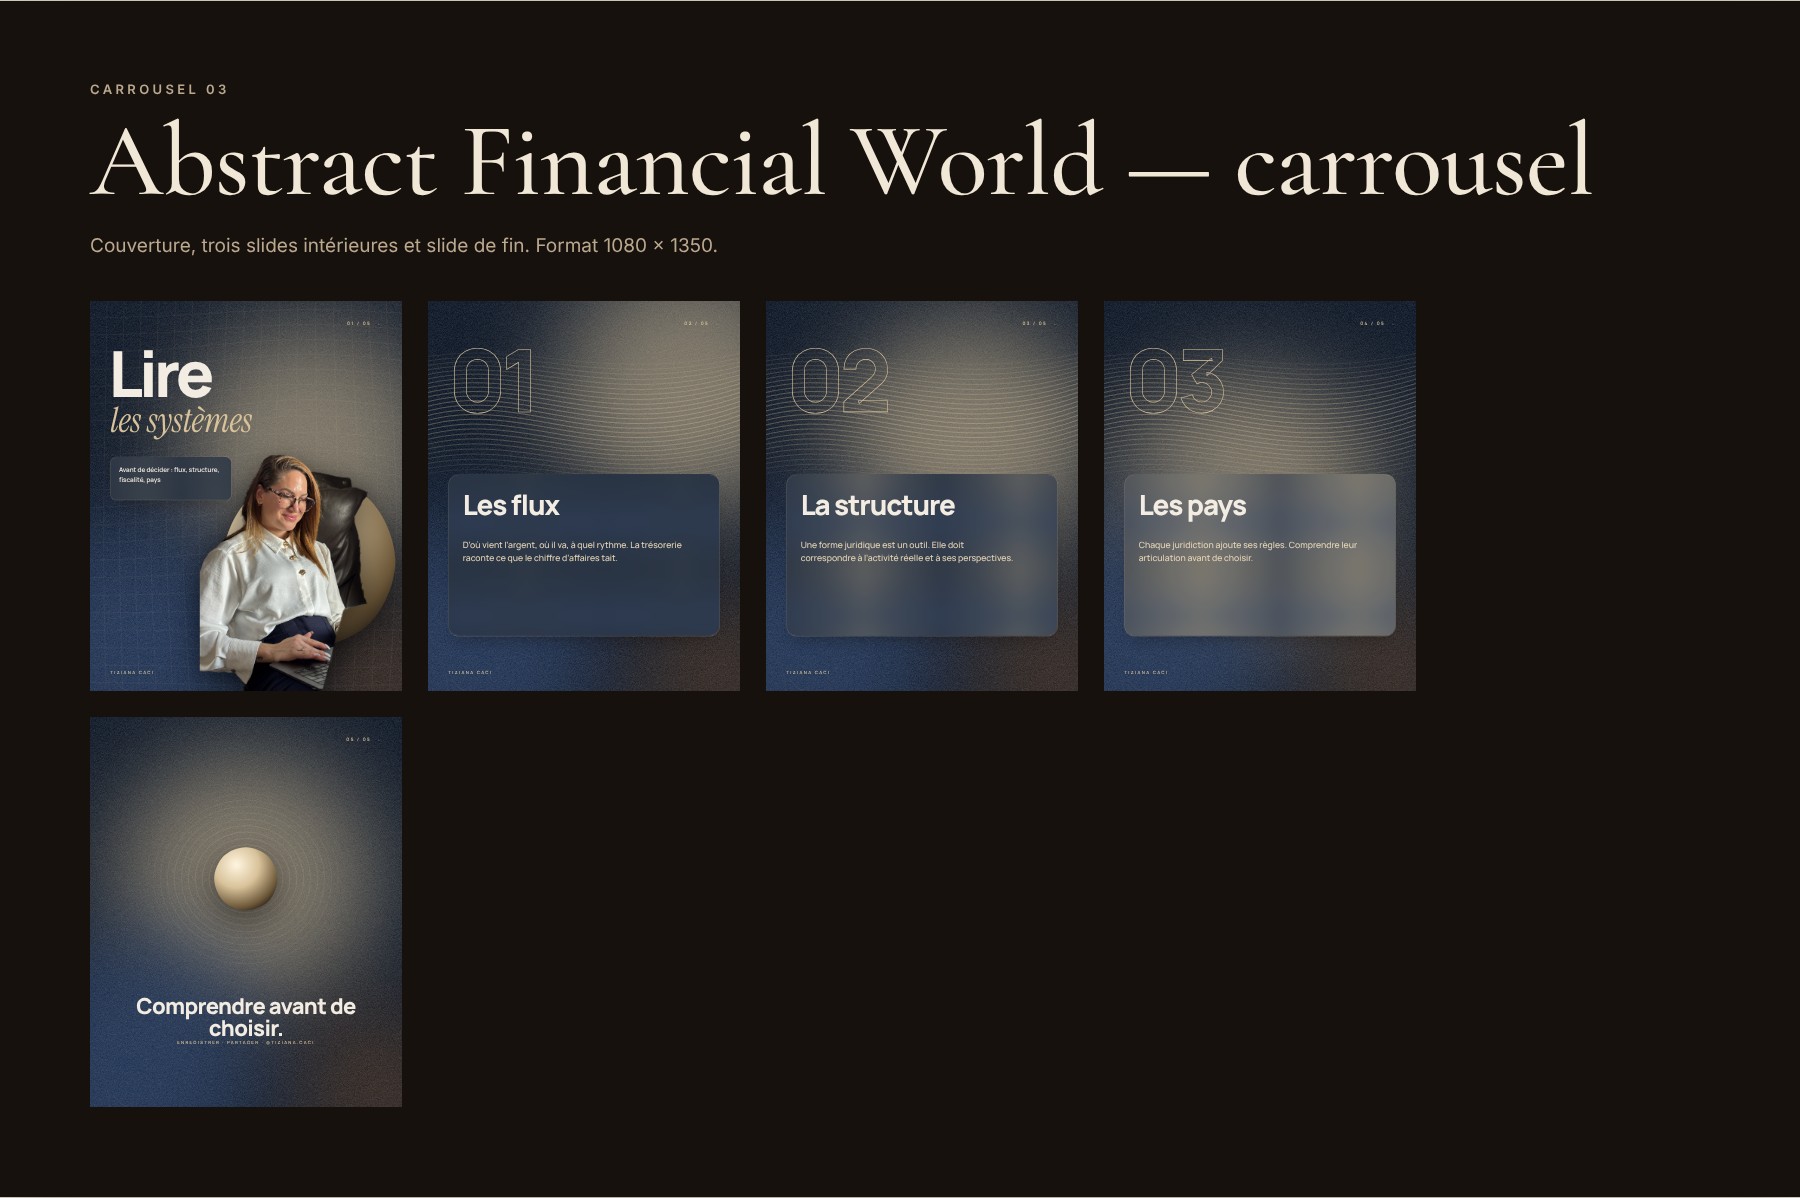 CARROUSEL 03
Abstract Financial World — carrousel
Couverture, trois slides intérieures et slide de fin. Format 1080 × 1350.
01 / 05
Lire
les systèmes
Avant de décider : flux, structure,
fiscalité, pays
TIZIANA CACI
02 / 05
01
Les flux
D'où vient l'argent, où il va, à quel rythme. La trésorerie
raconte ce que le chiffre d'affaires tait.
TIZIANA CACI
03 / 05
02
La structure
Une forme juridique est un outil. Elle doit
correspondre à l'activité réelle et à ses perspectives.
TIZIANA CACI
04 / 05
03
Les pays
Chaque juridiction ajoute ses règles. Comprendre leur
articulation avant de choisir.
TIZIANA CACI
05 / 05
Comprendre avant de
choisir.
ENREGISTRER · PARTAGER · @TIZIANA.CACI